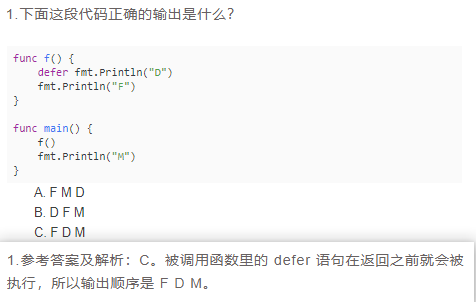 1.下面这段代码正确的输出是什么？
func f() {
    defer fmt.Println("D")
    fmt.Println("F")
}
func main() {
    f()
    fmt.Println("M")
}
A. F M D
B. D F M
C. F D M
1.参考答案及解析：C。被调用函数里的 defer 语句在返回之前就会被
执行，所以输出顺序是 F D M。